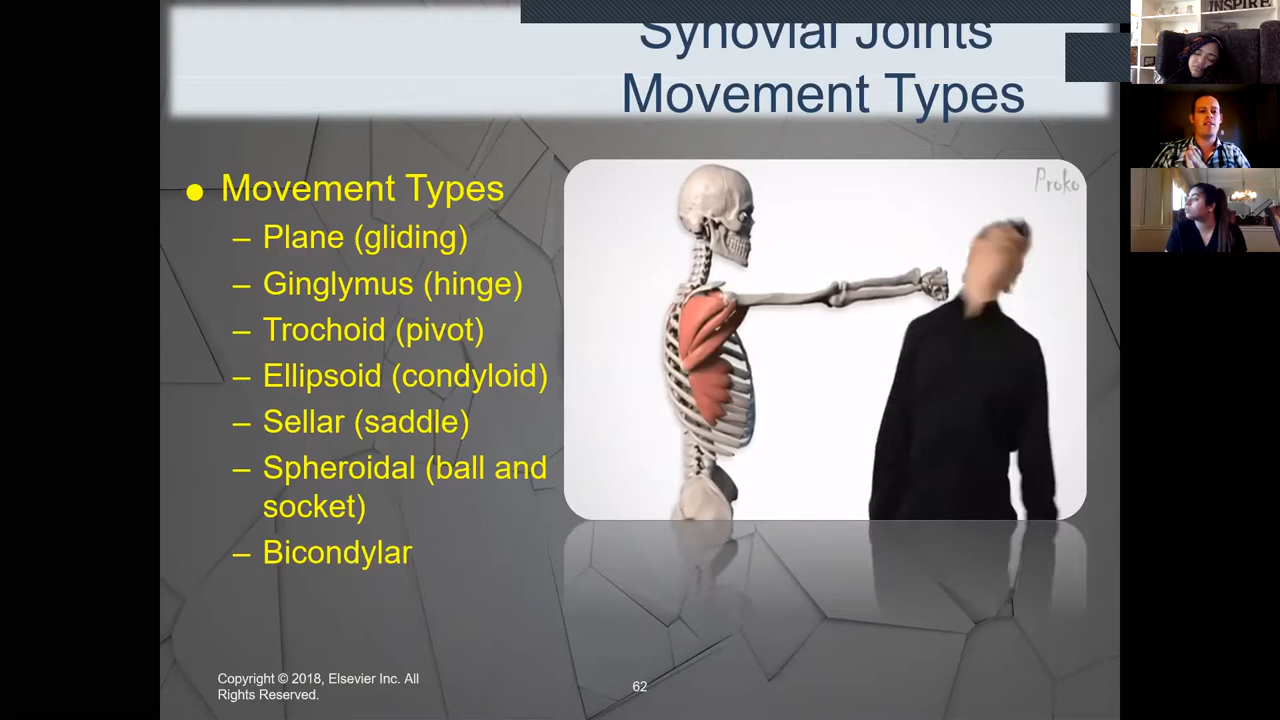 INSPIRE
Synovial Joints
Movement Types
Proko
● Movement Types
– Plane (gliding)
– Ginglymus (hinge)
– Trochoid (pivot)
– Ellipsoid (condyloid)
– Sellar (saddle)
– Spheroidal (ball and
socket)
– Bicondylar
Copyright © 2018, Elsevier Inc. All
Rights Reserved.
62